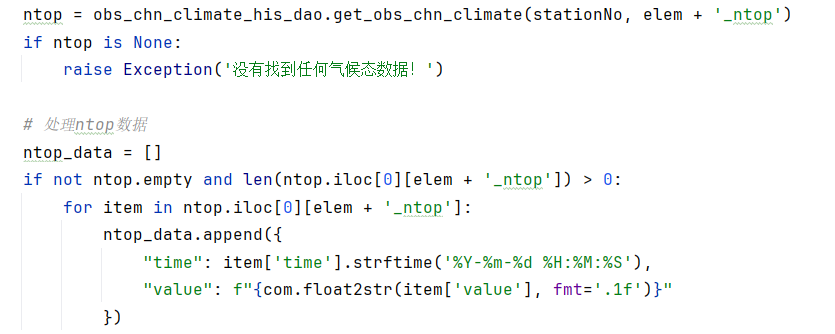 ntop = obs_chn_climate_his_dao.get_obs_chn_climate(stationNo, elem + '_ntop')
if ntop is None:
    raise Exception('没有找到任何气候态数据！')
# 处理ntop数据
ntop_data = []
if not ntop.empty and len(ntop.iloc[0][elem + '_ntop']) > 0:
    for item in ntop.iloc[0][elem + '_ntop']:
        ntop_data.append({
            "time": item['time'].strftime('%Y-%m-%d %H:%M:%S'),
            "value": f"{com.float2str(item['value'], fmt='.1f')}"
        })